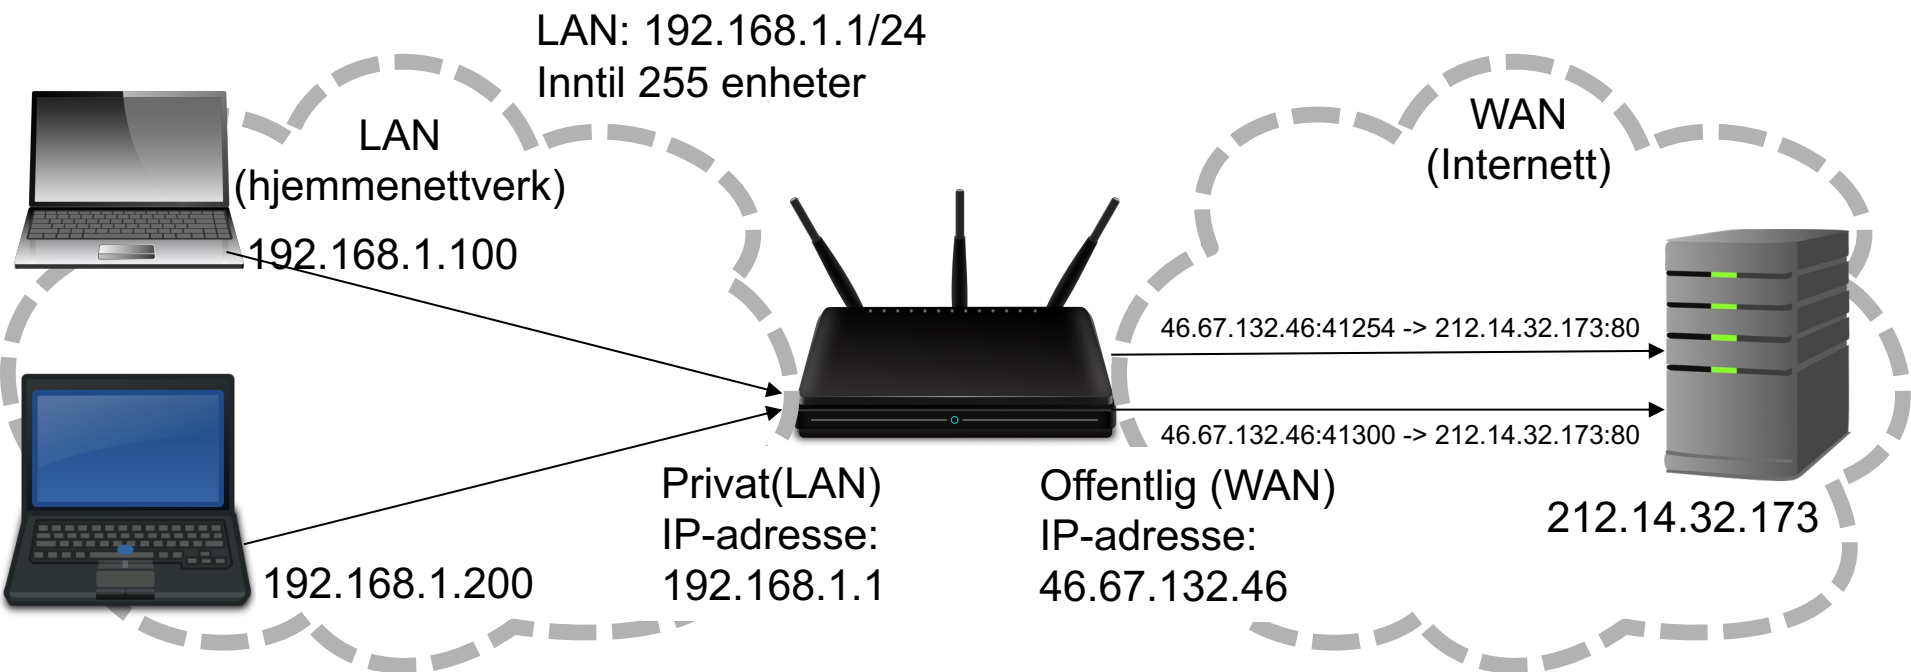 LAN: 192.168.1.1/24
Inntil 255 enheter
LAN
(hjemmenettverk)
192.168.1.100
WAN
(Internett)
46.67.132.46:41254 -> 212.14.32.173:80
46.67.132.46:41300 -> 212.14.32.173:80
Privat(LAN)
IP-adresse:
192.168.1.1
Offentlig (WAN)
IP-adresse:
46.67.132.46
212.14.32.173
192.168.1.200